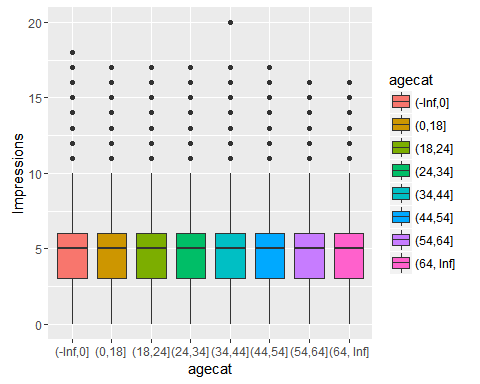 20
15
10
5
0
Impressions
(-Inf,0] (0,18] (18,24] (24,34] (34,44] (44,54] (54,64] (64, Inf]
agecat
agecat
(-Inf,0]
(0,18]
(18,24]
(24,34]
(34,44]
(44,54]
(54,64]
(64, Inf]